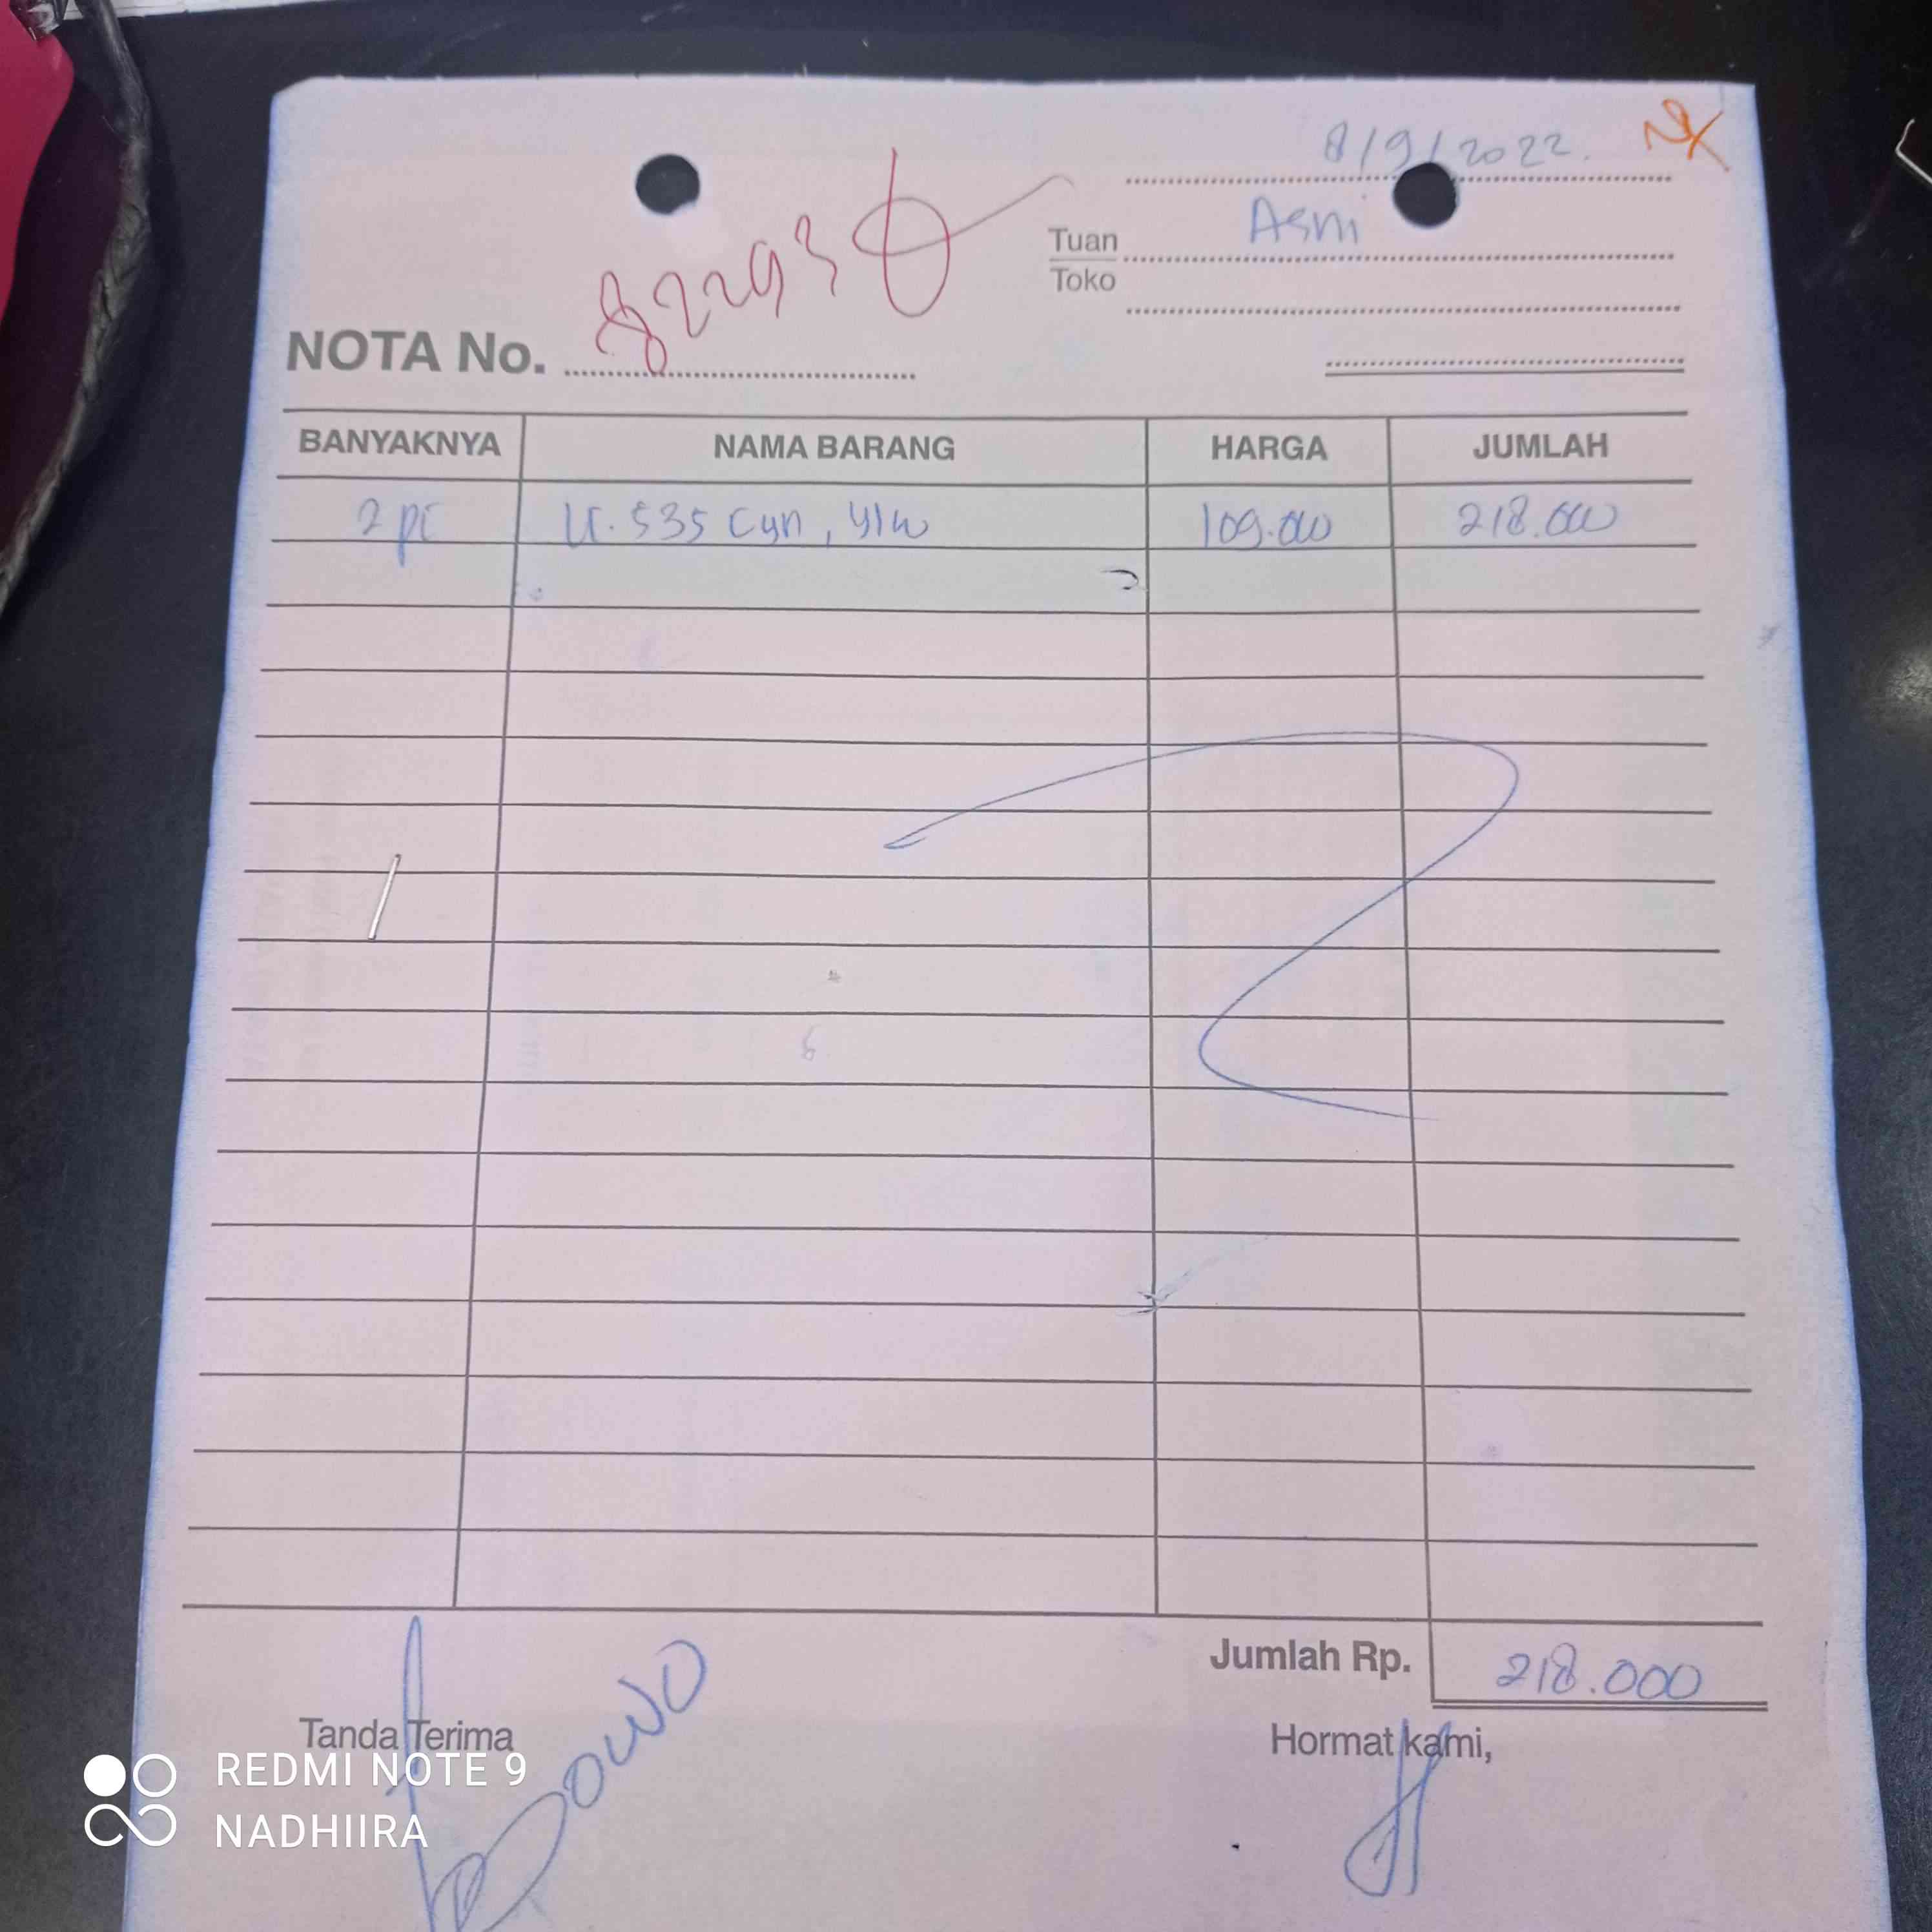 8/9/2022.
Tuan Asni
Toko
NOTA No. 82293
BANYAKNYA NAMA BARANG HARGA JUMLAH
2 pc 535 Cyn, Ylw 109.000 218.000
Jumlah Rp. 218.000
Tanda Terima Hormat kami,
BOWO
REDMI NOTE 9
NADHIIRA